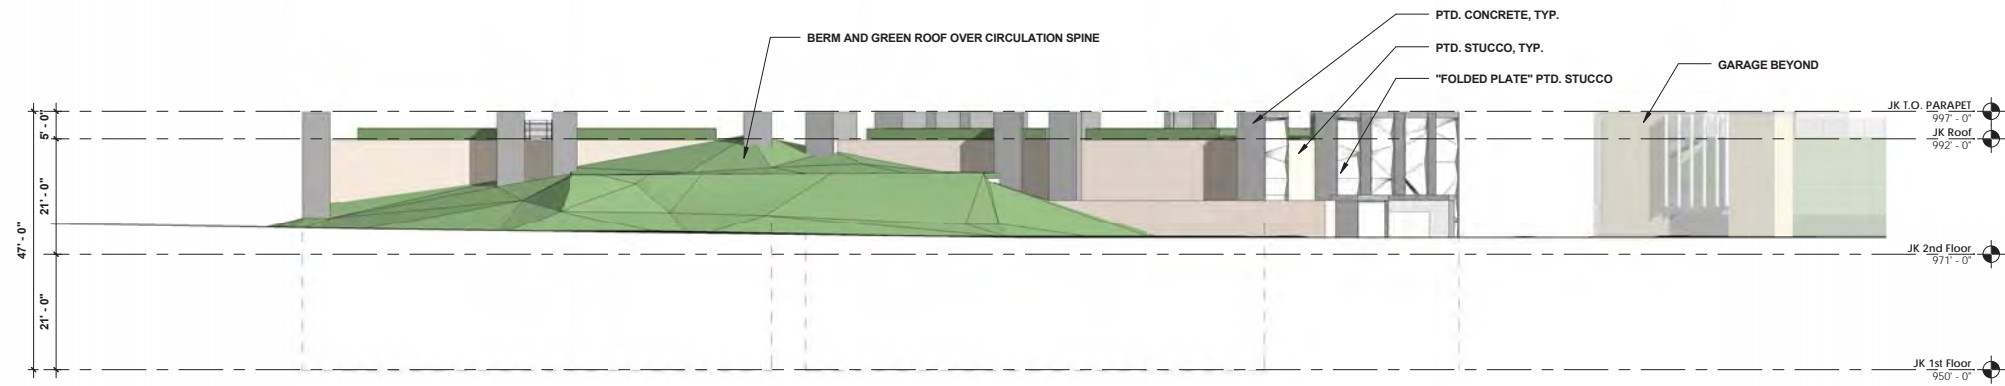 PTD. CONCRETE, TYP.
BERM AND GREEN ROOF OVER CIRCULATION SPINE
PTD. STUCCO, TYP.
"FOLDED PLATE" PTD. STUCCO
GARAGE BEYOND
JK T.O. PARAPET
997' - 0"
JK Roof
992' - 0"
5' - 0"
21' - 0"
47' - 0"
JK 2nd Floor
971' - 0"
21' - 0"
JK 1st Floor
950' - 0"